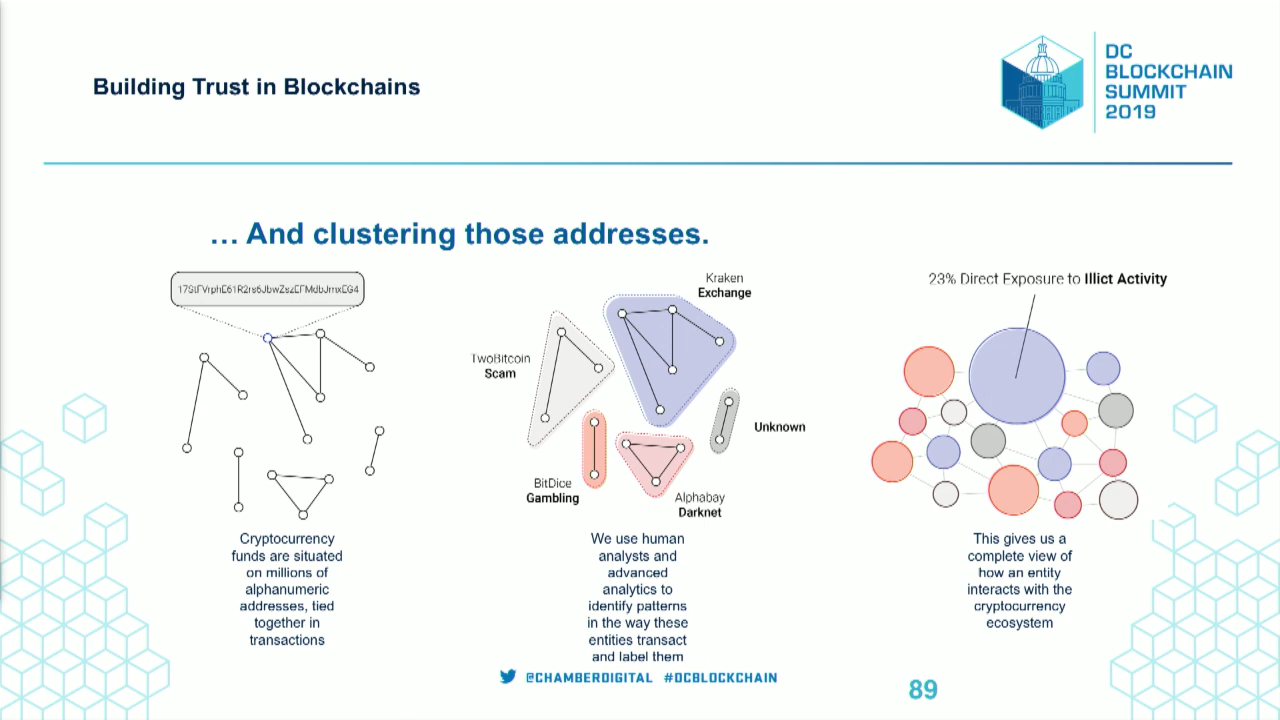 Building Trust in Blockchains
DC
BLOCKCHAIN
SUMMIT
2019
… And clustering those addresses.
Cryptocurrency
funds are situated
on millions of
alphanumeric
addresses, tied
together in
transactions
Kraken
Exchange
TwoBitcoin
Scam
Unknown
BitDice
Gambling
Alphabay
Darknet
We use human
analysts and
advanced
analytics to
identify patterns
in the way these
entities transact
and label them
23% Direct Exposure to Illict Activity
This gives us a
complete view of
how an entity
interacts with the
cryptocurrency
ecosystem
@CHAMBERDIGITAL #DCBLOCKCHAIN
89